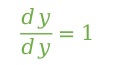 dy/dy = 1